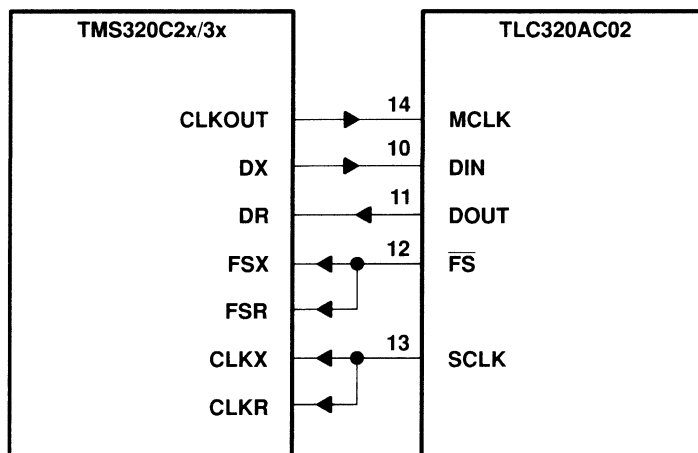 TMS320C2x/3x TLC320AC02
CLKOUT 14 MCLK
DX 10 DIN
DR 11 DOUT
FSX 12 F̅S̅
FSR
CLKX 13 SCLK
CLKR